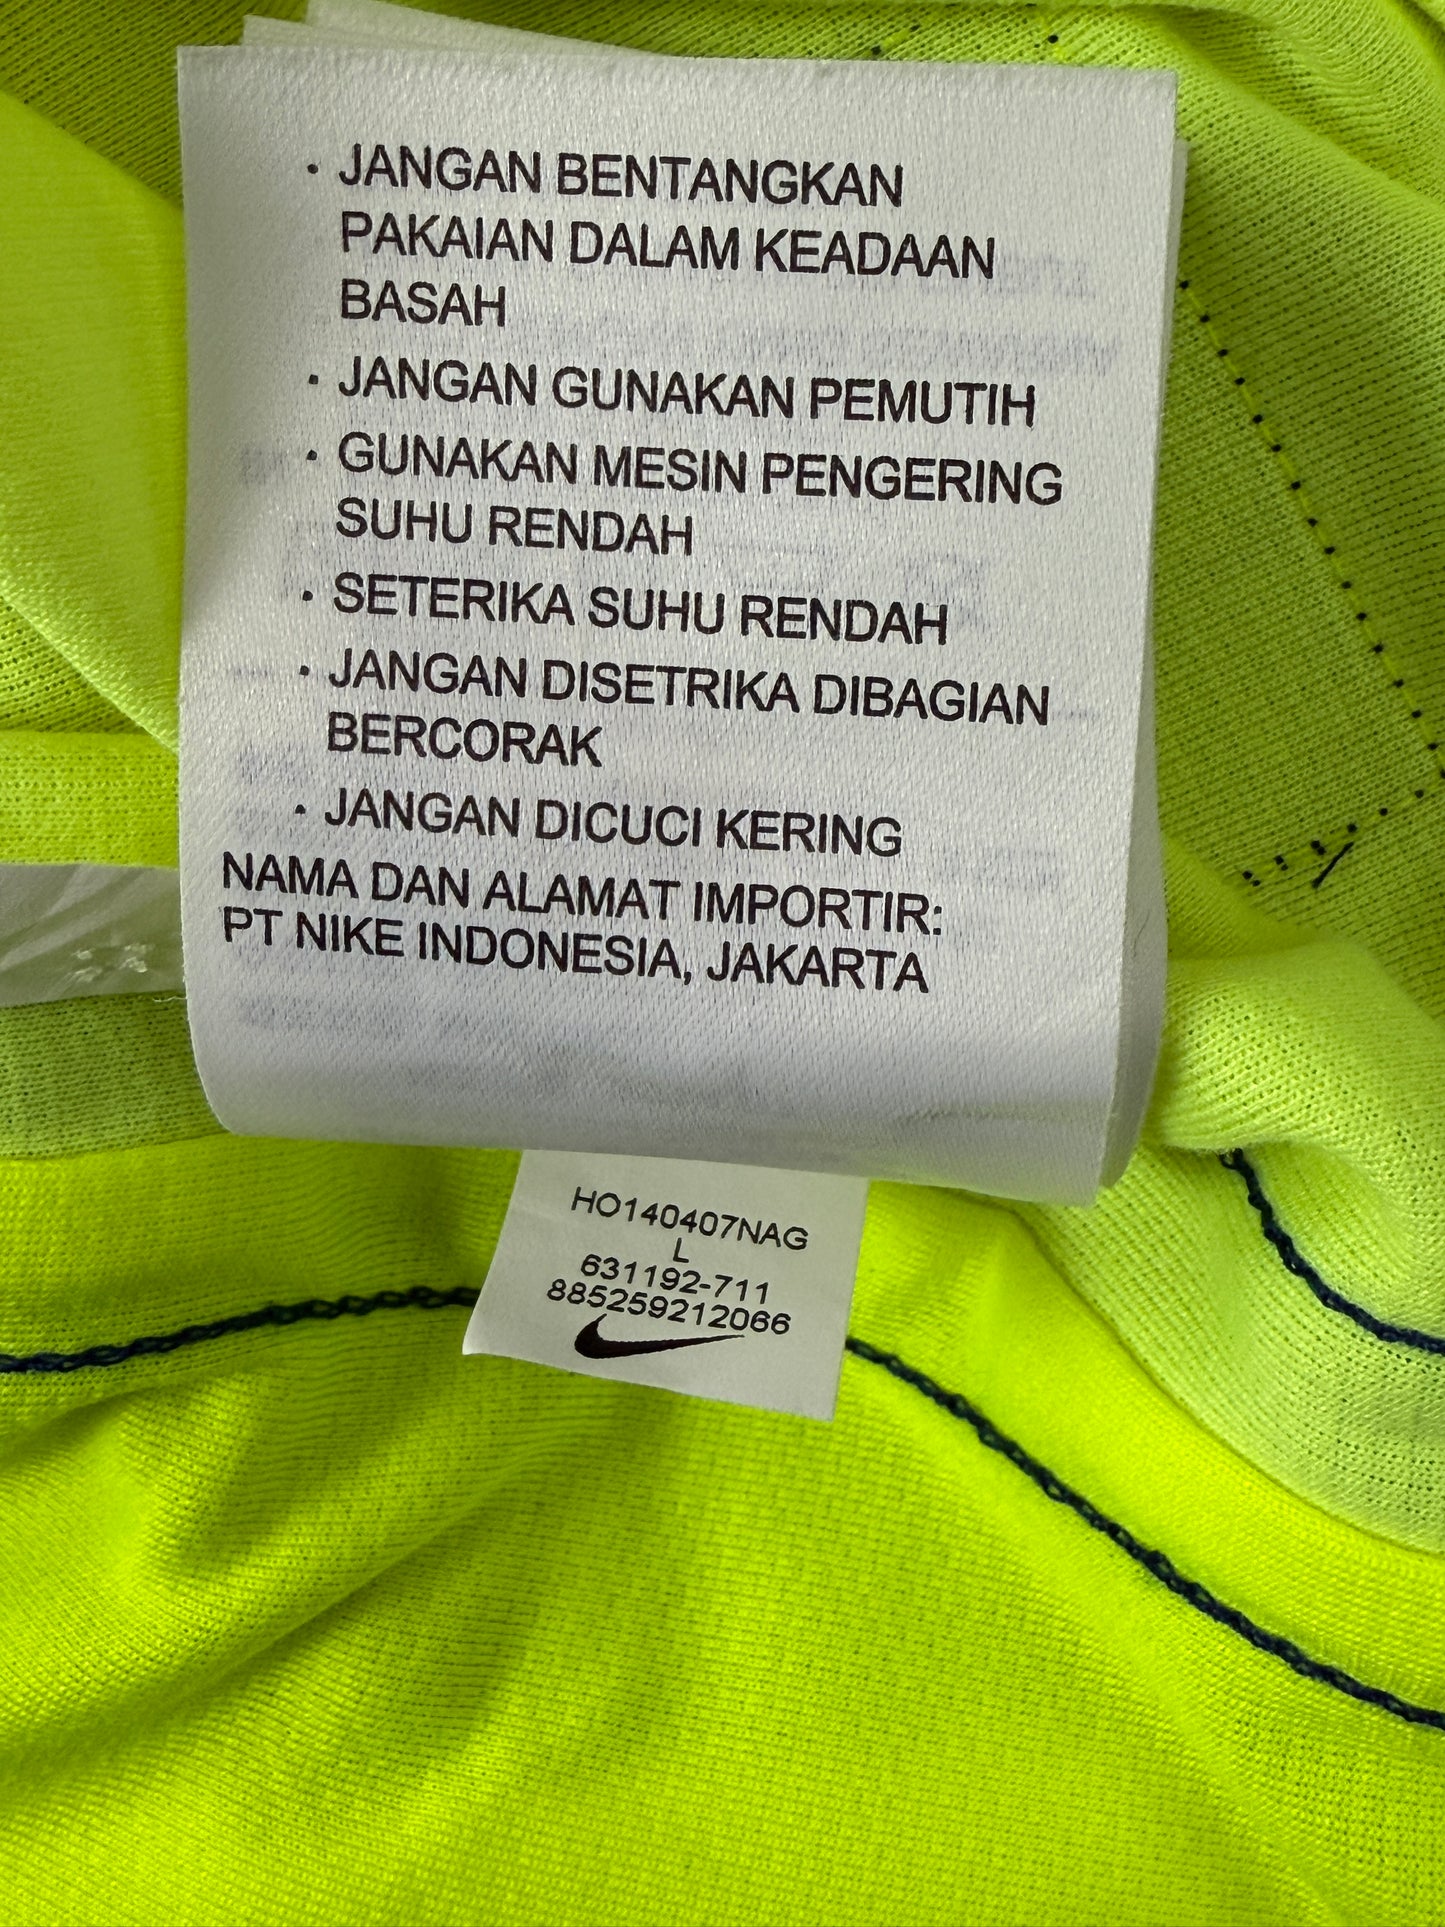 · JANGAN BENTANGKAN
PAKAIAN DALAM KEADAAN
BASAH
· JANGAN GUNAKAN PEMUTIH
· GUNAKAN MESIN PENGERING
SUHU RENDAH
· SETERIKA SUHU RENDAH
· JANGAN DISETRIKA DIBAGIAN
BERCORAK
· JANGAN DICUCI KERING
NAMA DAN ALAMAT IMPORTIR:
PT NIKE INDONESIA, JAKARTA
HO140407NAG
L
631192-711
885259212066